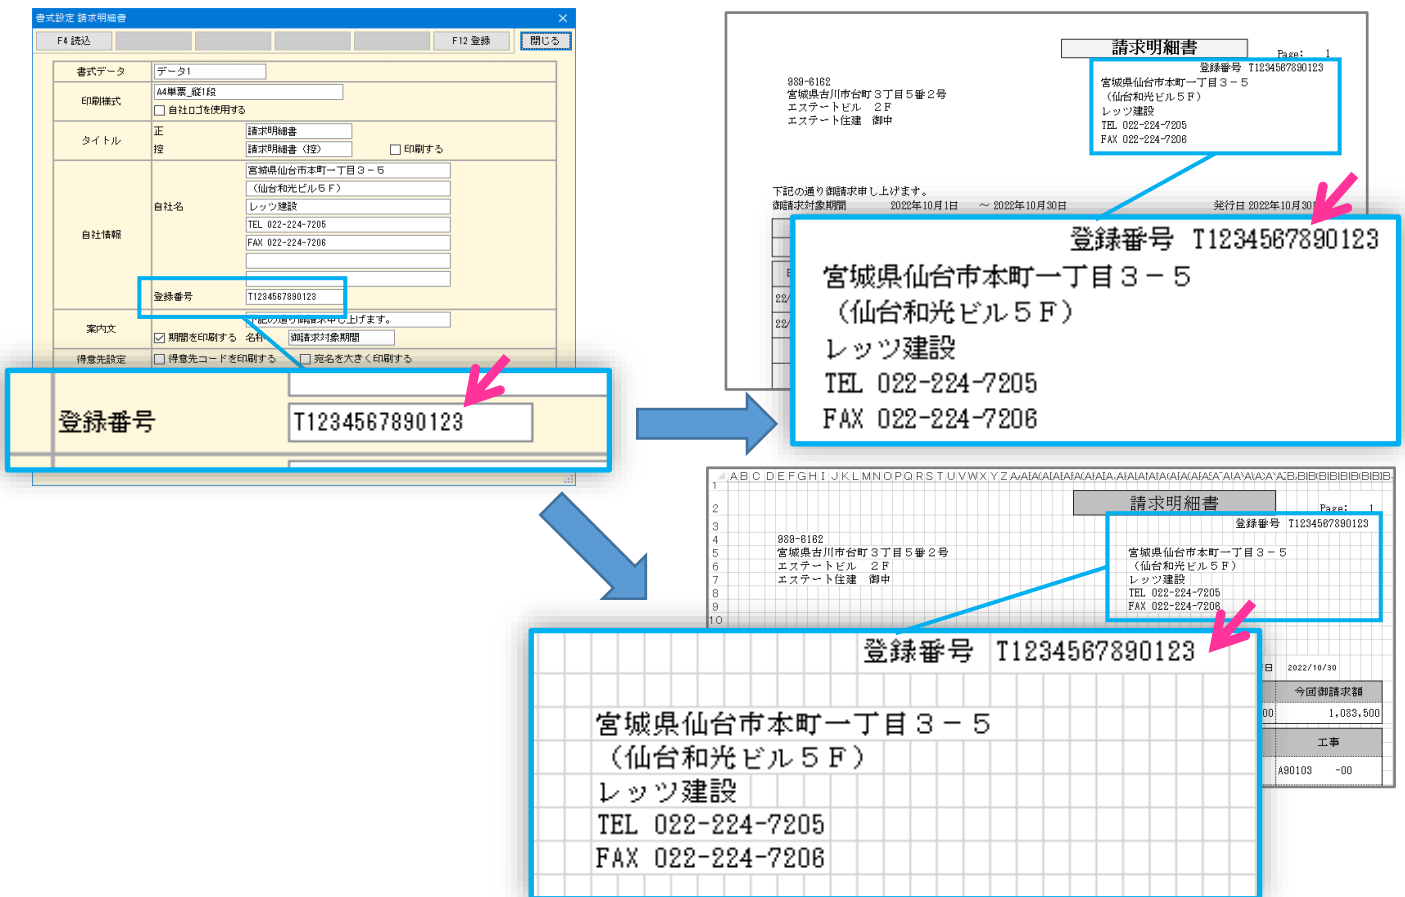 書式設定 請求明細書
F4 読込
F12 登録
閉じる
書式データ
データ1
印刷様式
A4単票_縦1段
自社ロゴを使用する
タイトル
正
請求明細書
控
請求明細書（控）
印刷する
自社情報
自社名
宮城県仙台市本町一丁目３－５
（仙台和光ビル５Ｆ）
レッツ建設
TEL 022-224-7205
FAX 022-224-7206
登録番号
T1234567890123
案内文
下記の通り御請求申し上げます。
期間を印刷する
名称
御請求対象期間
得意先設定
得意先コードを印刷する
宛名を大きく印刷する
登録番号
T1234567890123
請求明細書
Page: 1
登録番号 T1234567890123
989-6162
宮城県古川市台町３丁目５番２号
エステートビル　２Ｆ
エステート住建　御中
宮城県仙台市本町一丁目３－５
（仙台和光ビル５Ｆ）
レッツ建設
TEL 022-224-7205
FAX 022-224-7206
下記の通り御請求申し上げます。
御請求対象期間
2022年10月1日
～2022年10月30日
発行日 2022年10月30
22/
22/
登録番号 T1234567890123
宮城県仙台市本町一丁目３－５
（仙台和光ビル５Ｆ）
レッツ建設
TEL 022-224-7205
FAX 022-224-7206
A B C D E F G H I J K L M N O P Q R S T U V W X Y Z
1
2
3
4
5
6
7
8
9
10
請求明細書
Page: 1
登録番号 T1234567890123
989-6162
宮城県古川市台町３丁目５番２号
エステートビル　２Ｆ
エステート住建　御中
宮城県仙台市本町一丁目３－５
（仙台和光ビル５Ｆ）
レッツ建設
TEL 022-224-7205
FAX 022-224-7206
日 2022/10/30
今回御請求額
00
1,083,500
工事
A90103 -00
登録番号 T1234567890123
宮城県仙台市本町一丁目３－５
（仙台和光ビル５Ｆ）
レッツ建設
TEL 022-224-7205
FAX 022-224-7206